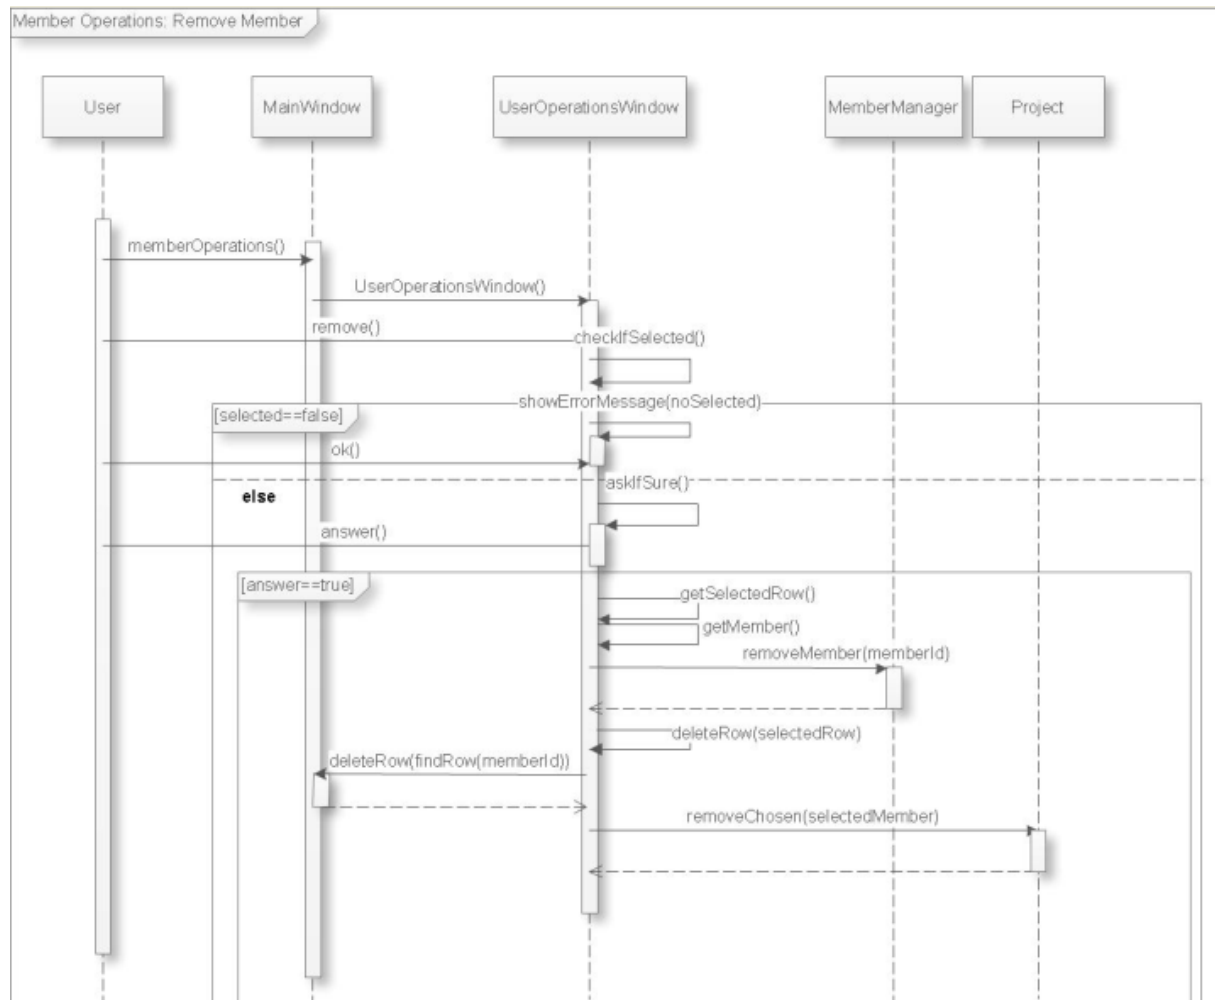 Member Operations: Remove Member
User
MainWindow
UserOperationsWindow
MemberManager
Project
memberOperations()
UserOperationsWindow()
remove()
checkIfSelected()
showErrorMessage(noSelected)
[selected==false]
ok()
askIfSure()
else
answer()
[answer==true]
getSelectedRow()
getMember()
removeMember(memberId)
deleteRow(selectedRow)
deleteRow(findRow(memberId))
removeChosen(selectedMember)